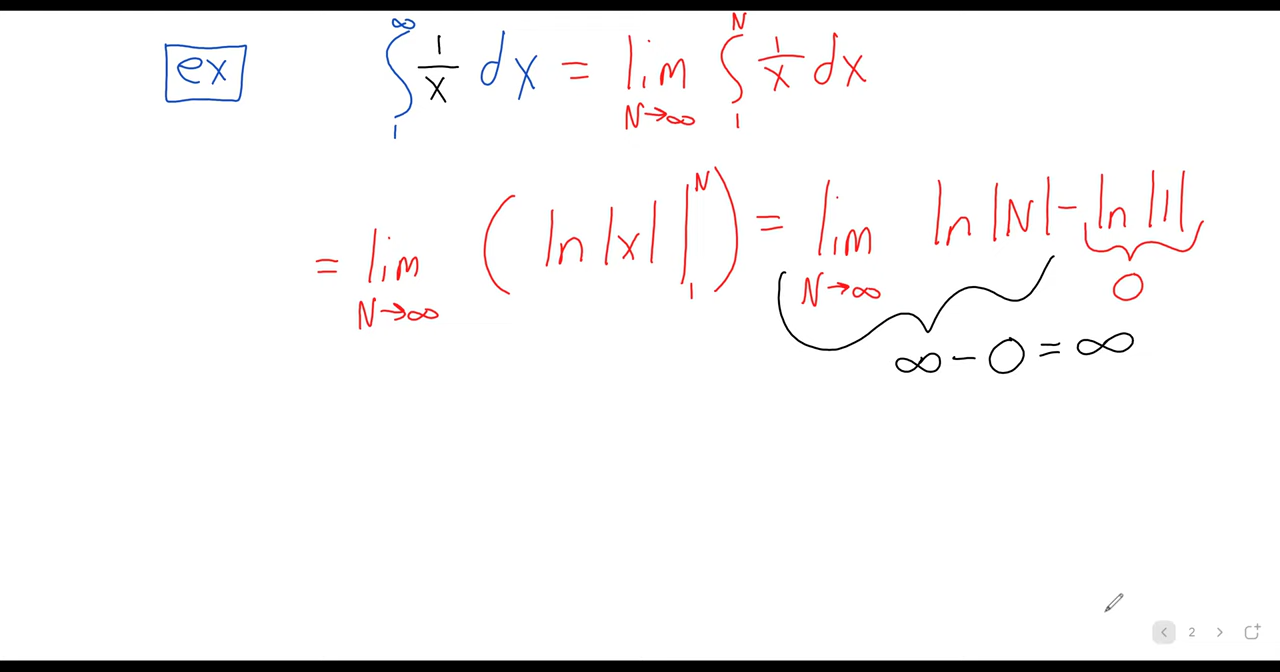 ex ∫₁^∞ 1/x dx = lim_{N→∞} ∫₁^N 1/x dx
= lim_{N→∞} ( ln|x| |₁^N ) = lim_{N→∞} ln|N| - ln|1|
0
∞ - 0 = ∞
2